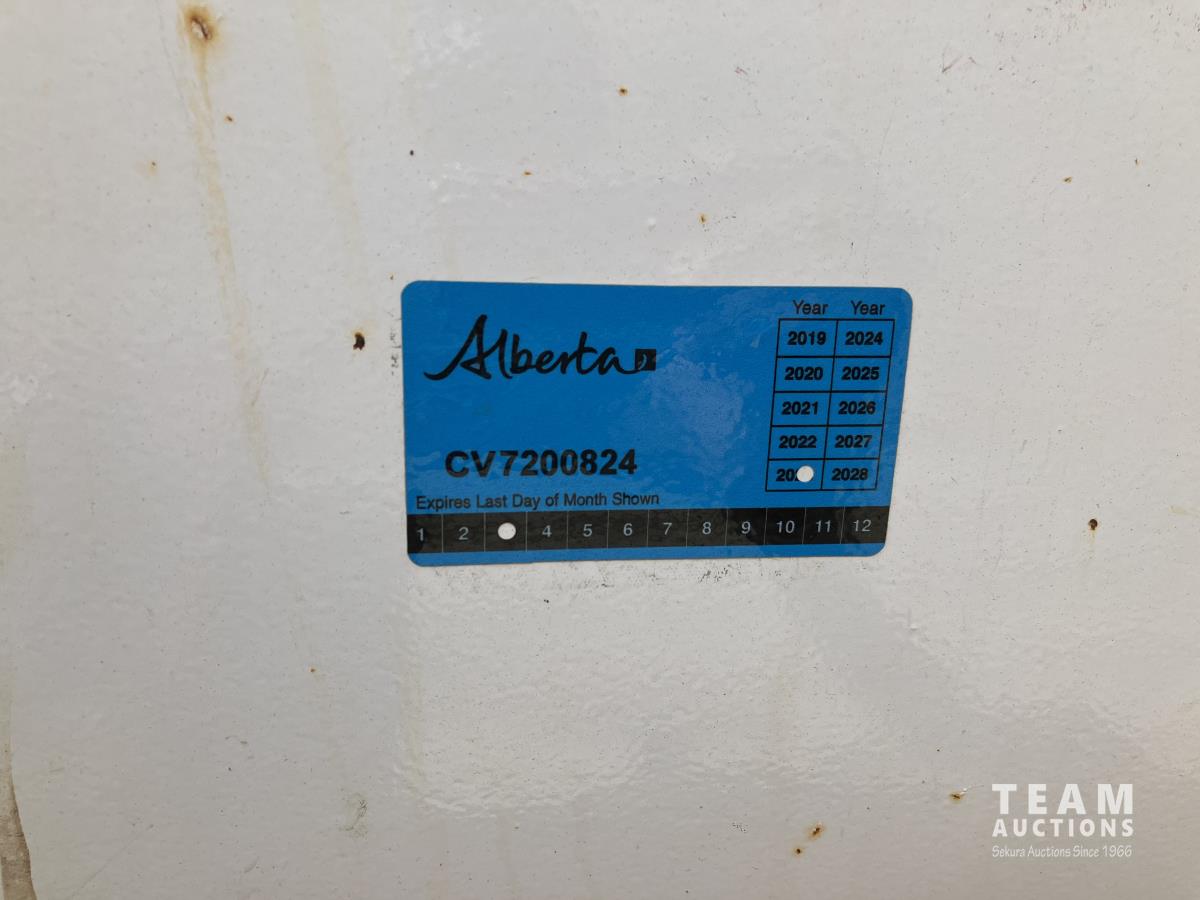 Alberta
Year Year
2019 2024
2020 2025
2021 2026
2022 2027
2028
CV7200824
Expires Last Day of Month Shown
1 2 4 5 6 7 8 9 10 11 12
TEAM
AUCTIONS
Sekura Auctions Since 1966